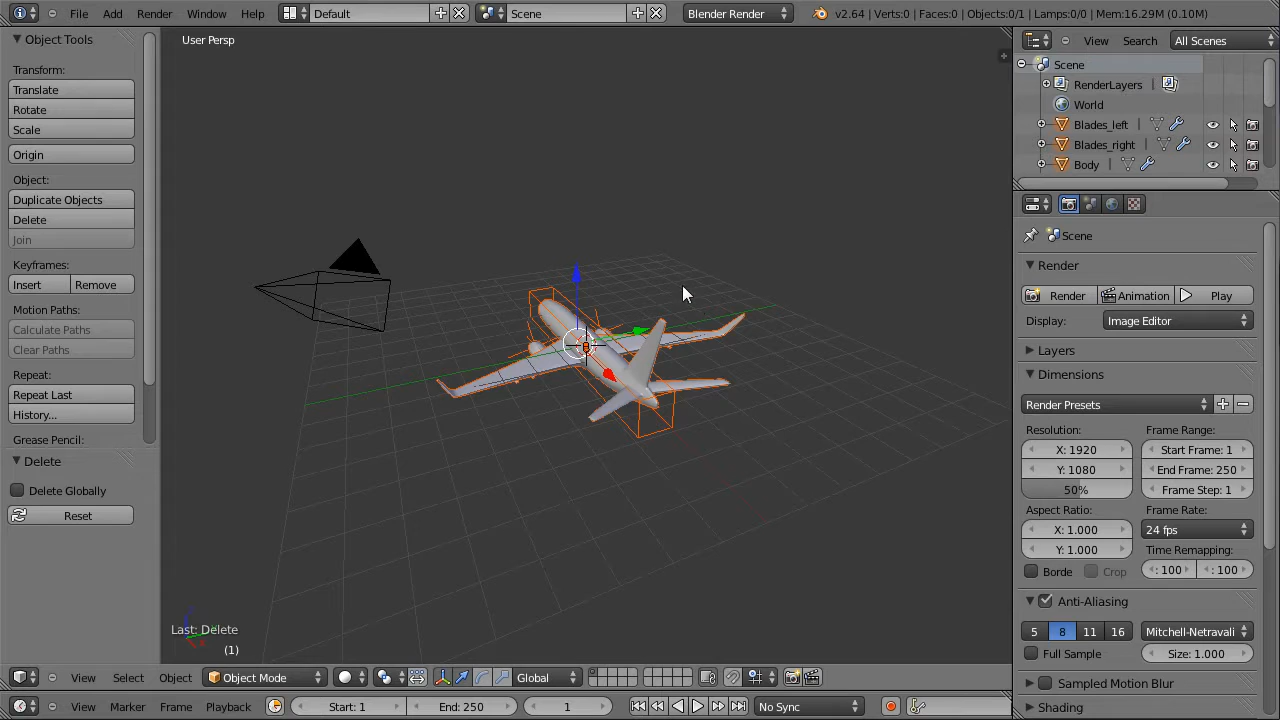 File Add Render Window Help Default Scene Blender Render v2.64 | Verts:0 | Faces:0 | Objects:0/1 | Lamps:0/0 | Mem:16.29M (0.10M)
Object Tools
Transform:
Translate
Rotate
Scale
Origin
Object:
Duplicate Objects
Delete
Join
Keyframes:
Insert Remove
Motion Paths:
Calculate Paths
Clear Paths
Repeat:
Repeat Last
History...
Grease Pencil:
Delete
Delete Globally
Reset
User Persp
Last: Delete
(1)
View Search All Scenes
Scene
RenderLayers
World
Blades_left
Blades_right
Body
Scene
Render
Render Animation Play
Display: Image Editor
Layers
Dimensions
Render Presets
Resolution: Frame Range:
X: 1920 Start Frame: 1
Y: 1080 End Frame: 250
50% Frame Step: 1
Aspect Ratio: Frame Rate:
X: 1.000 24 fps
Y: 1.000 Time Remapping:
Borde Crop : 100 : 100
Anti-Aliasing
5 8 11 16 Mitchell-Netravali
Full Sample Size: 1.000
Sampled Motion Blur
Shading
View Select Object Object Mode Global
View Marker Frame Playback Start: 1 End: 250 1 No Sync